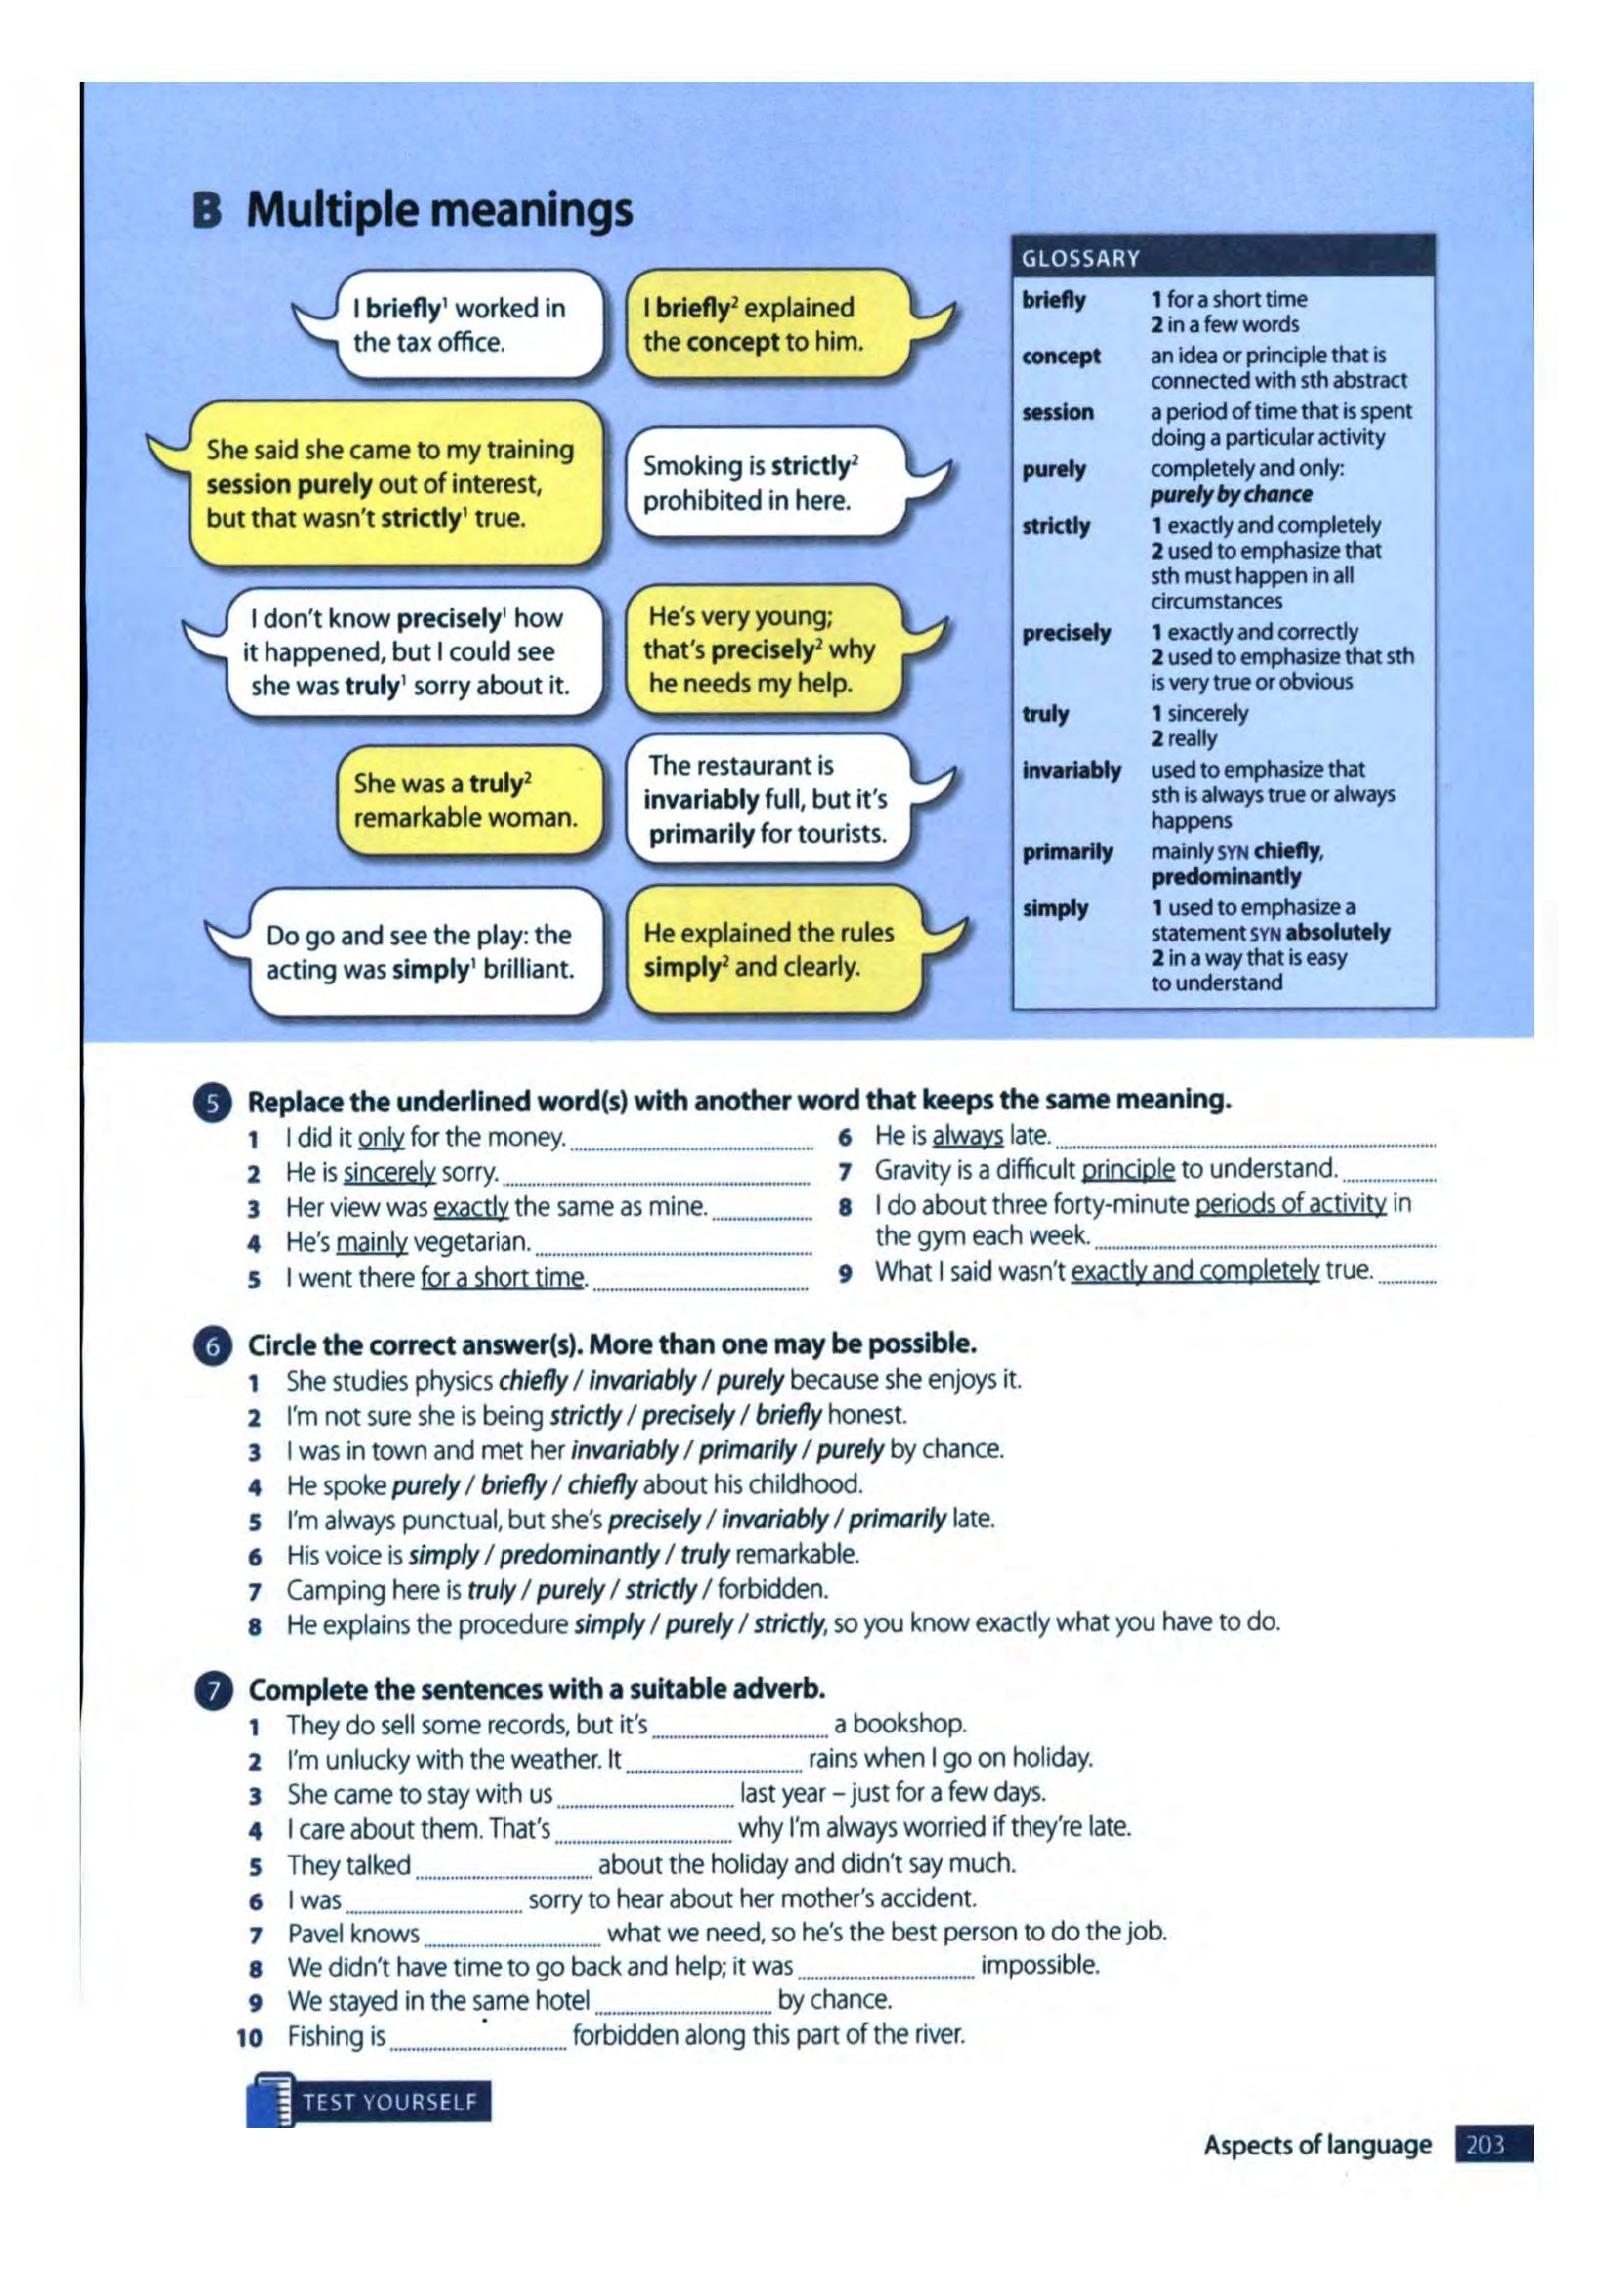 B Multiple meanings
I briefly¹ worked in
the tax office.
I briefly² explained
the concept to him.
She said she came to my training
session purely out of interest,
but that wasn't strictly¹ true.
Smoking is strictly²
prohibited in here.
I don't know precisely¹ how
it happened, but I could see
she was truly¹ sorry about it.
He's very young;
that's precisely² why
he needs my help.
She was a truly²
remarkable woman.
The restaurant is
invariably full, but it's
primarily for tourists.
Do go and see the play: the
acting was simply¹ brilliant.
He explained the rules
simply² and clearly.
GLOSSARY
briefly 1 for a short time
2 in a few words
concept an idea or principle that is
connected with sth abstract
session a period of time that is spent
doing a particular activity
purely completely and only:
purely by chance
strictly 1 exactly and completely
2 used to emphasize that
sth must happen in all
circumstances
precisely 1 exactly and correctly
2 used to emphasize that sth
is very true or obvious
truly 1 sincerely
2 really
invariably used to emphasize that
sth is always true or always
happens
primarily mainly SYN chiefly,
predominantly
simply 1 used to emphasize a
statement SYN absolutely
2 in a way that is easy
to understand
5 Replace the underlined word(s) with another word that keeps the same meaning.
1 I did it only for the money.
2 He is sincerely sorry.
3 Her view was exactly the same as mine.
4 He's mainly vegetarian.
5 I went there for a short time.
6 He is always late.
7 Gravity is a difficult principle to understand.
8 I do about three forty-minute periods of activity in
the gym each week.
9 What I said wasn't exactly and completely true.
6 Circle the correct answer(s). More than one may be possible.
1 She studies physics chiefly / invariably / purely because she enjoys it.
2 I'm not sure she is being strictly / precisely / briefly honest.
3 I was in town and met her invariably / primarily / purely by chance.
4 He spoke purely / briefly / chiefly about his childhood.
5 I'm always punctual, but she's precisely / invariably / primarily late.
6 His voice is simply / predominantly / truly remarkable.
7 Camping here is truly / purely / strictly / forbidden.
8 He explains the procedure simply / purely / strictly, so you know exactly what you have to do.
7 Complete the sentences with a suitable adverb.
1 They do sell some records, but it's ............ a bookshop.
2 I'm unlucky with the weather. It ............ rains when I go on holiday.
3 She came to stay with us ............ last year – just for a few days.
4 I care about them. That's ............ why I'm always worried if they're late.
5 They talked ............ about the holiday and didn't say much.
6 I was ............ sorry to hear about her mother's accident.
7 Pavel knows ............ what we need, so he's the best person to do the job.
8 We didn't have time to go back and help; it was ............ impossible.
9 We stayed in the same hotel ............ by chance.
10 Fishing is ............ forbidden along this part of the river.
TEST YOURSELF
Aspects of language 203